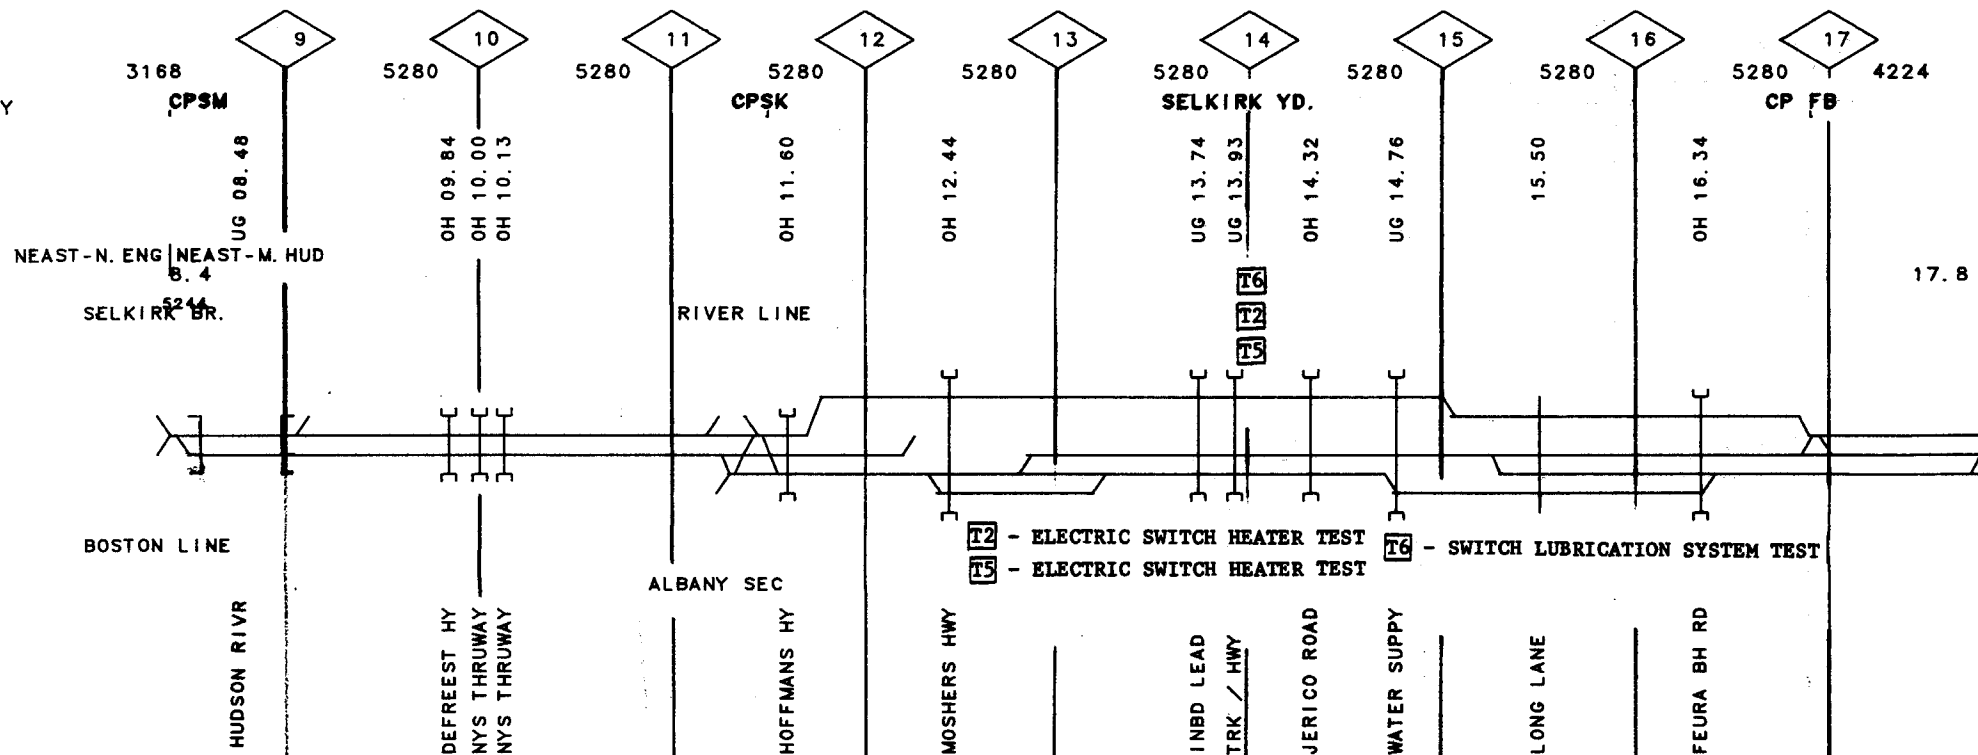 9 10 11 12 13 14 15 16 17
3168 5280 5280 5280 5280 5280 5280 5280 5280 4224
Y CPSM CPSK SELKIRK YD. CP FB
UG 08.48
OH 09.84
OH 10.00
OH 10.13
OH 11.60
OH 12.44
UG 13.74
UG 13.93
OH 14.32
UG 14.76
15.50
OH 16.34
NEAST-N. ENG NEAST-M. HUD
8.4 17.8
5244
SELKIRK BR. RIVER LINE
T6
T2
T5
T2 - ELECTRIC SWITCH HEATER TEST T6 - SWITCH LUBRICATION SYSTEM TEST
T5 - ELECTRIC SWITCH HEATER TEST
BOSTON LINE
ALBANY SEC
HUDSON RIVR
DEFREEST HY
NYS THRUWAY
NYS THRUWAY
HOFFMANS HY
MOSHERS HWY
INBD LEAD
TRK / HWY
JERICO ROAD
WATER SUPPY
LONG LANE
FEURA BH RD